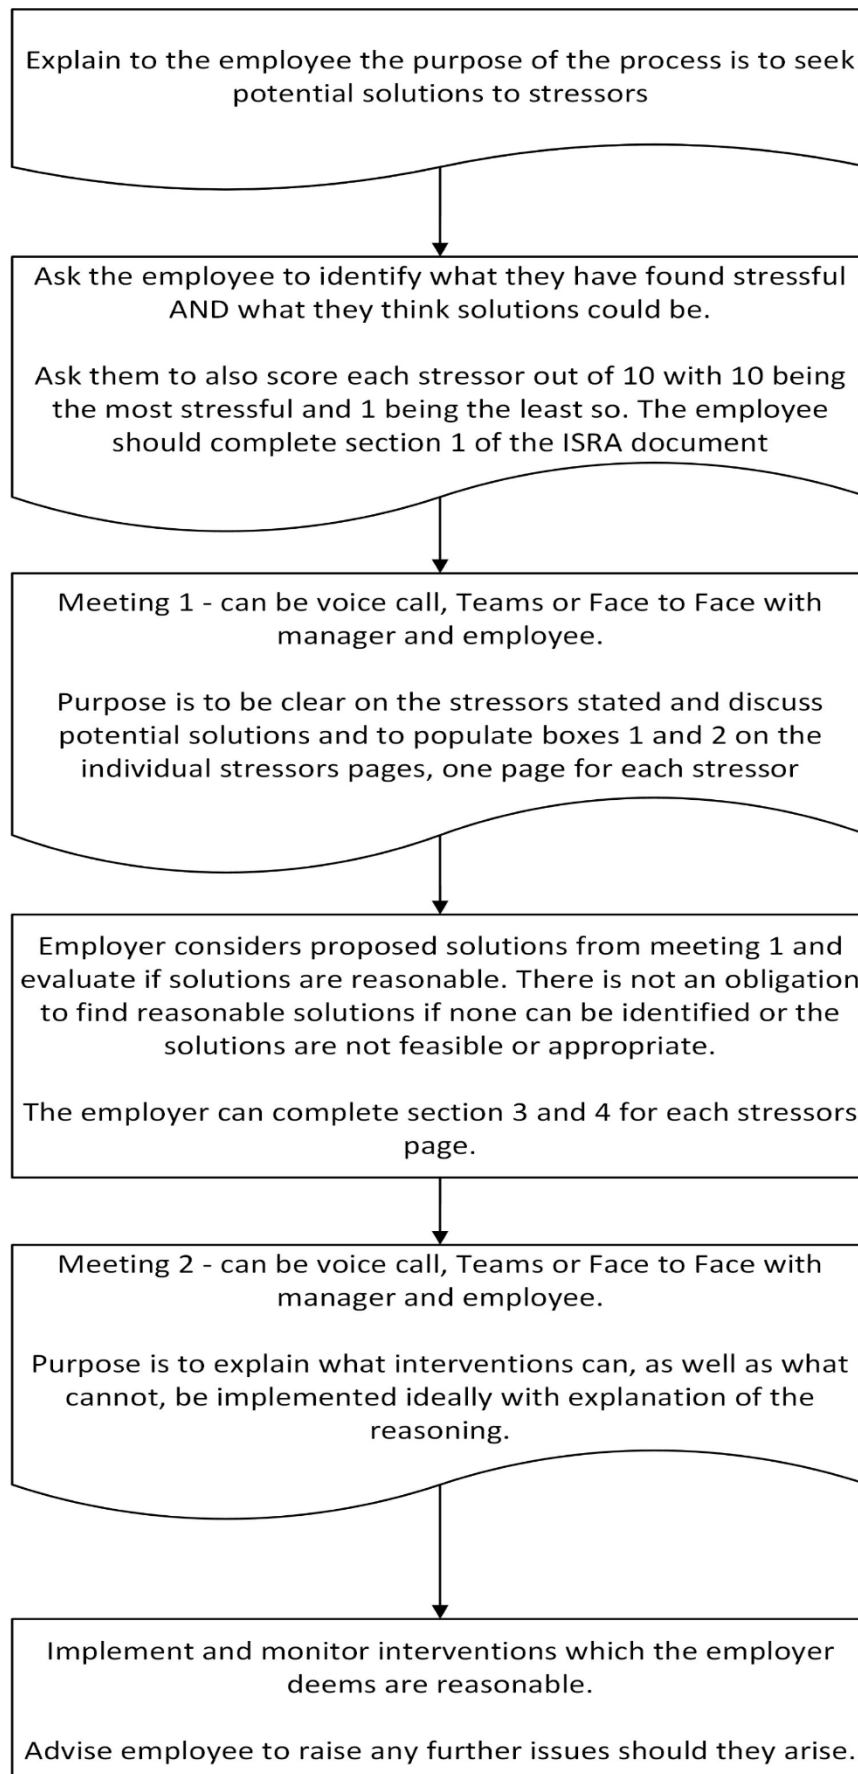 Explain to the employee the purpose of the process is to seek
potential solutions to stressors
Ask the employee to identify what they have found stressful
AND what they think solutions could be.
Ask them to also score each stressor out of 10 with 10 being
the most stressful and 1 being the least so. The employee
should complete section 1 of the ISRA document
Meeting 1 - can be voice call, Teams or Face to Face with
manager and employee.
Purpose is to be clear on the stressors stated and discuss
potential solutions and to populate boxes 1 and 2 on the
individual stressors pages, one page for each stressor
Employer considers proposed solutions from meeting 1 and
evaluate if solutions are reasonable. There is not an obligation
to find reasonable solutions if none can be identified or the
solutions are not feasible or appropriate.
The employer can complete section 3 and 4 for each stressors
page.
Meeting 2 - can be voice call, Teams or Face to Face with
manager and employee.
Purpose is to explain what interventions can, as well as what
cannot, be implemented ideally with explanation of the
reasoning.
Implement and monitor interventions which the employer
deems are reasonable.
Advise employee to raise any further issues should they arise.